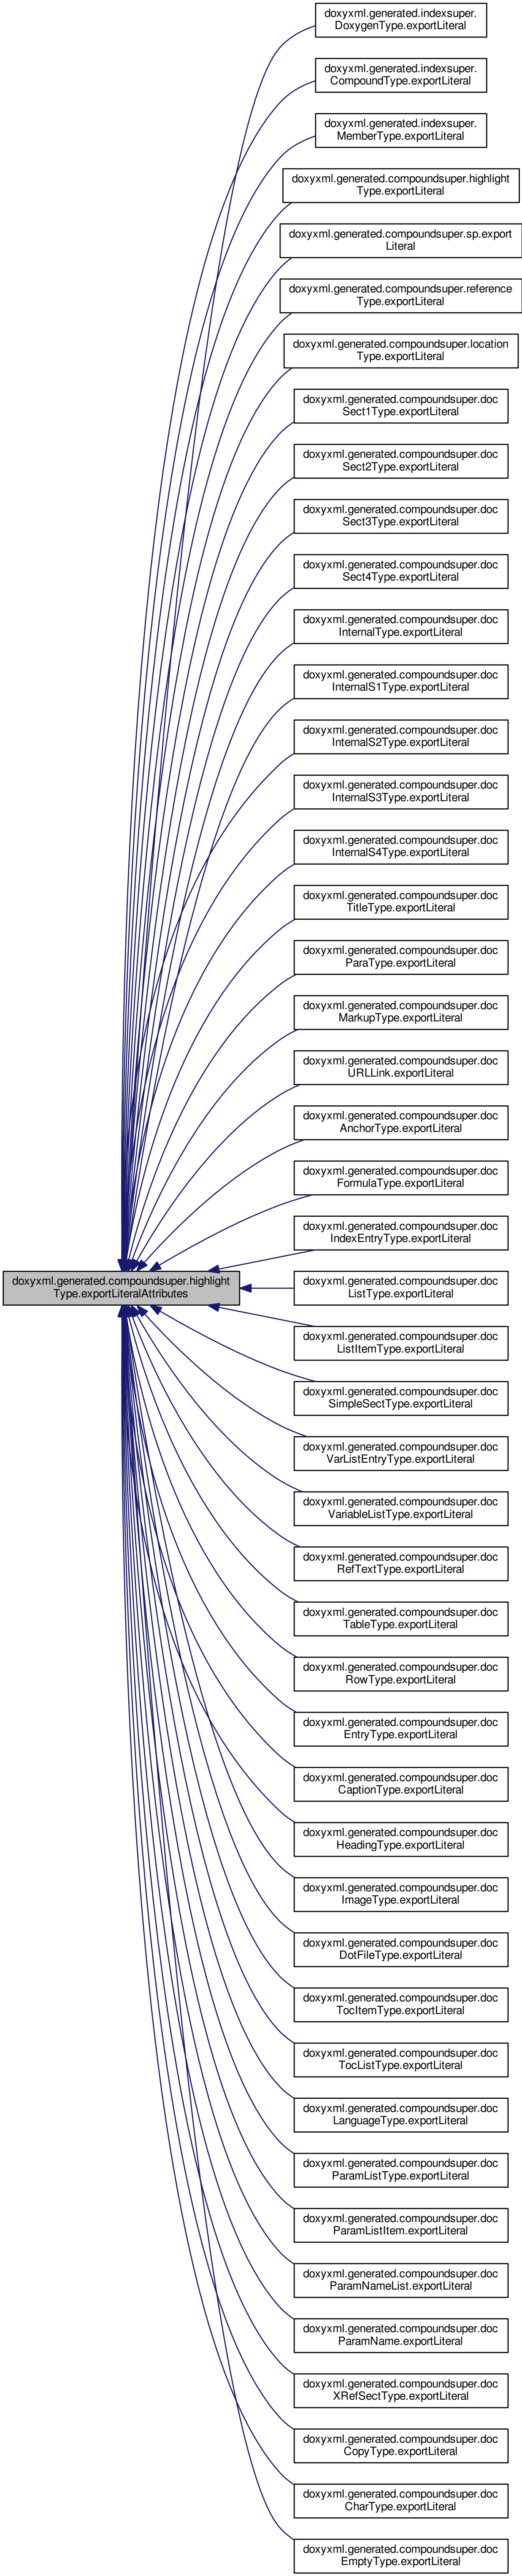 doxyxml.generated.indexsuper.
DoxygenType.exportLiteral
doxyxml.generated.indexsuper.
CompoundType.exportLiteral
doxyxml.generated.indexsuper.
MemberType.exportLiteral
doxyxml.generated.compoundsuper.highlight
Type.exportLiteral
doxyxml.generated.compoundsuper.sp.export
Literal
doxyxml.generated.compoundsuper.reference
Type.exportLiteral
doxyxml.generated.compoundsuper.location
Type.exportLiteral
doxyxml.generated.compoundsuper.doc
Sect1Type.exportLiteral
doxyxml.generated.compoundsuper.doc
Sect2Type.exportLiteral
doxyxml.generated.compoundsuper.doc
Sect3Type.exportLiteral
doxyxml.generated.compoundsuper.doc
Sect4Type.exportLiteral
doxyxml.generated.compoundsuper.doc
InternalType.exportLiteral
doxyxml.generated.compoundsuper.doc
InternalS1Type.exportLiteral
doxyxml.generated.compoundsuper.doc
InternalS2Type.exportLiteral
doxyxml.generated.compoundsuper.doc
InternalS3Type.exportLiteral
doxyxml.generated.compoundsuper.doc
InternalS4Type.exportLiteral
doxyxml.generated.compoundsuper.doc
TitleType.exportLiteral
doxyxml.generated.compoundsuper.doc
ParaType.exportLiteral
doxyxml.generated.compoundsuper.doc
MarkupType.exportLiteral
doxyxml.generated.compoundsuper.doc
URLLink.exportLiteral
doxyxml.generated.compoundsuper.doc
AnchorType.exportLiteral
doxyxml.generated.compoundsuper.doc
FormulaType.exportLiteral
doxyxml.generated.compoundsuper.doc
IndexEntryType.exportLiteral
doxyxml.generated.compoundsuper.highlight
Type.exportLiteralAttributes
doxyxml.generated.compoundsuper.doc
ListType.exportLiteral
doxyxml.generated.compoundsuper.doc
ListItemType.exportLiteral
doxyxml.generated.compoundsuper.doc
SimpleSectType.exportLiteral
doxyxml.generated.compoundsuper.doc
VarListEntryType.exportLiteral
doxyxml.generated.compoundsuper.doc
VariableListType.exportLiteral
doxyxml.generated.compoundsuper.doc
RefTextType.exportLiteral
doxyxml.generated.compoundsuper.doc
TableType.exportLiteral
doxyxml.generated.compoundsuper.doc
RowType.exportLiteral
doxyxml.generated.compoundsuper.doc
EntryType.exportLiteral
doxyxml.generated.compoundsuper.doc
CaptionType.exportLiteral
doxyxml.generated.compoundsuper.doc
HeadingType.exportLiteral
doxyxml.generated.compoundsuper.doc
ImageType.exportLiteral
doxyxml.generated.compoundsuper.doc
DotFileType.exportLiteral
doxyxml.generated.compoundsuper.doc
TocItemType.exportLiteral
doxyxml.generated.compoundsuper.doc
TocListType.exportLiteral
doxyxml.generated.compoundsuper.doc
LanguageType.exportLiteral
doxyxml.generated.compoundsuper.doc
ParamListType.exportLiteral
doxyxml.generated.compoundsuper.doc
ParamListItem.exportLiteral
doxyxml.generated.compoundsuper.doc
ParamNameList.exportLiteral
doxyxml.generated.compoundsuper.doc
ParamName.exportLiteral
doxyxml.generated.compoundsuper.doc
XRefSectType.exportLiteral
doxyxml.generated.compoundsuper.doc
CopyType.exportLiteral
doxyxml.generated.compoundsuper.doc
CharType.exportLiteral
doxyxml.generated.compoundsuper.doc
EmptyType.exportLiteral